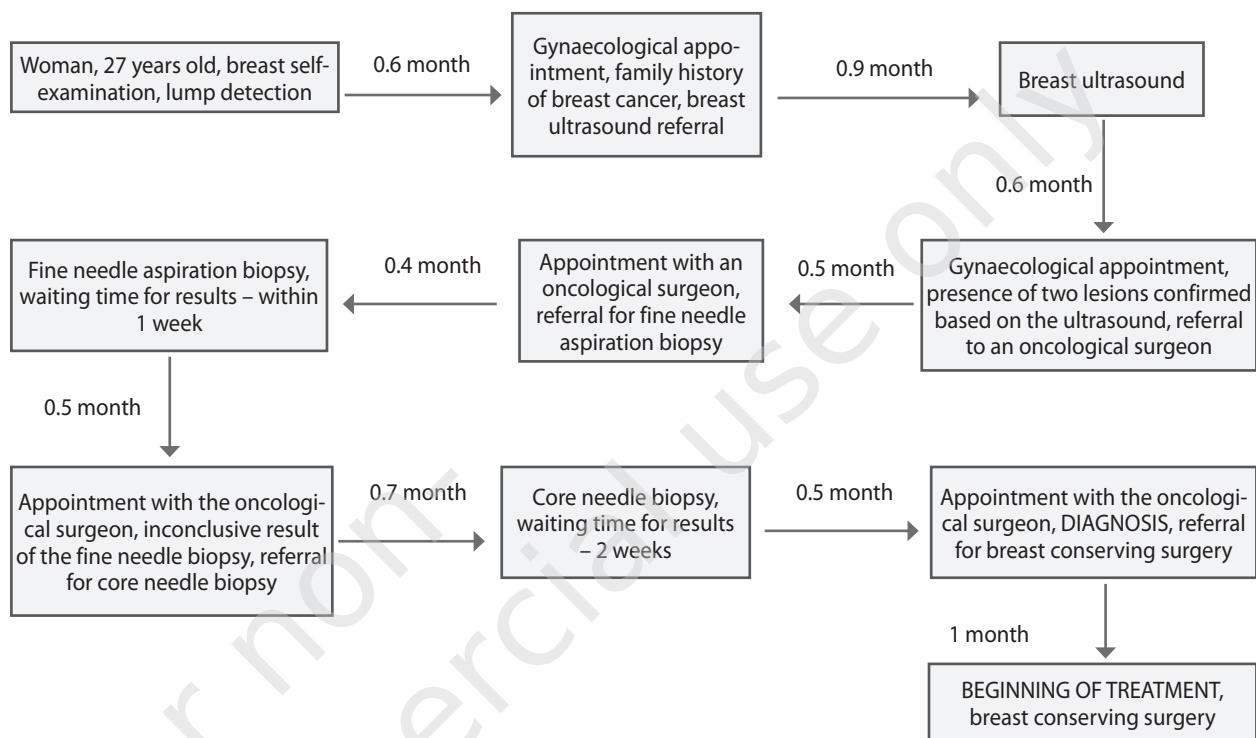 Woman, 27 years old, breast self-
examination, lump detection
0.6 month
Gynaecological appo-
intment, family history
of breast cancer, breast
ultrasound referral
0.9 month
Breast ultrasound
0.6 month
Gynaecological appointment,
presence of two lesions confirmed
based on the ultrasound, referral
to an oncological surgeon
0.5 month
Appointment with an
oncological surgeon,
referral for fine needle
aspiration biopsy
0.4 month
Fine needle aspiration biopsy,
waiting time for results – within
1 week
0.5 month
Appointment with the oncologi-
cal surgeon, inconclusive result
of the fine needle biopsy, referral
for core needle biopsy
0.7 month
Core needle biopsy,
waiting time for results
– 2 weeks
0.5 month
Appointment with the oncologi-
cal surgeon, DIAGNOSIS, referral
for breast conserving surgery
1 month
BEGINNING OF TREATMENT,
breast conserving surgery
r non-
ercial use only